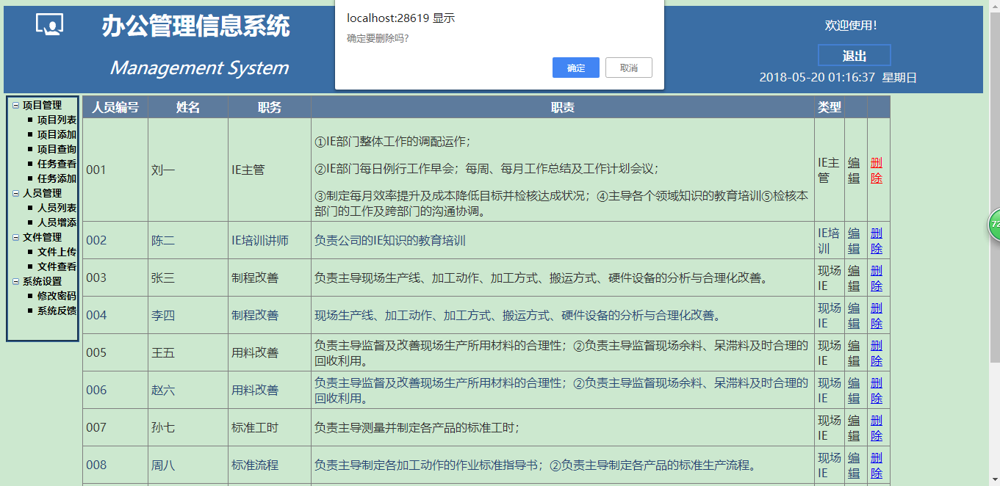 办公管理信息系统
Management System
localhost:28619 显示
确定要删除吗?
确定
取消
欢迎使用!
退出
2018-05-20 01:16:37 星期日
项目管理
项目列表
项目添加
项目查询
任务查看
任务添加
人员管理
人员列表
人员增添
文件管理
文件上传
文件查看
系统设置
修改密码
系统反馈
人员编号 姓名 职务 职责 类型
001 刘一 IE主管
①IE部门整体工作的调配运作；
②IE部门每日例行工作早会；每周、每月工作总结及工作计划会议；
③制定每月效率提升及成本降低目标并检核达成状况；④主导各个领域知识的教育培训⑤检核本
部门的工作及跨部门的沟通协调。
IE主
管
编
辑
删
除
002 陈二 IE培训讲师 负责公司的IE知识的教育培训
IE培
训
编
辑
删
除
003 张三 制程改善 负责主导现场生产线、加工动作、加工方式、搬运方式、硬件设备的分析与合理化改善。
现场
IE
编
辑
删
除
004 李四 制程改善 现场生产线、加工动作、加工方式、搬运方式、硬件设备的分析与合理化改善。
现场
IE
编
辑
删
除
005 王五 用料改善
负责主导监督及改善现场生产所用材料的合理性；②负责主导监督现场余料、呆滞料及时合理的
回收利用。
现场
IE
编
辑
删
除
006 赵六 用料改善
负责主导监督及改善现场生产所用材料的合理性；②负责主导监督现场余料、呆滞料及时合理的
回收利用。
现场
IE
编
辑
删
除
007 孙七 标准工时 负责主导测量并制定各产品的标准工时；
现场
IE
编
辑
删
除
008 周八 标准流程 负责主导制定各加工动作的作业标准指导书；②负责主导制定各产品的标准生产流程。
现场
IE
编
辑
删
除